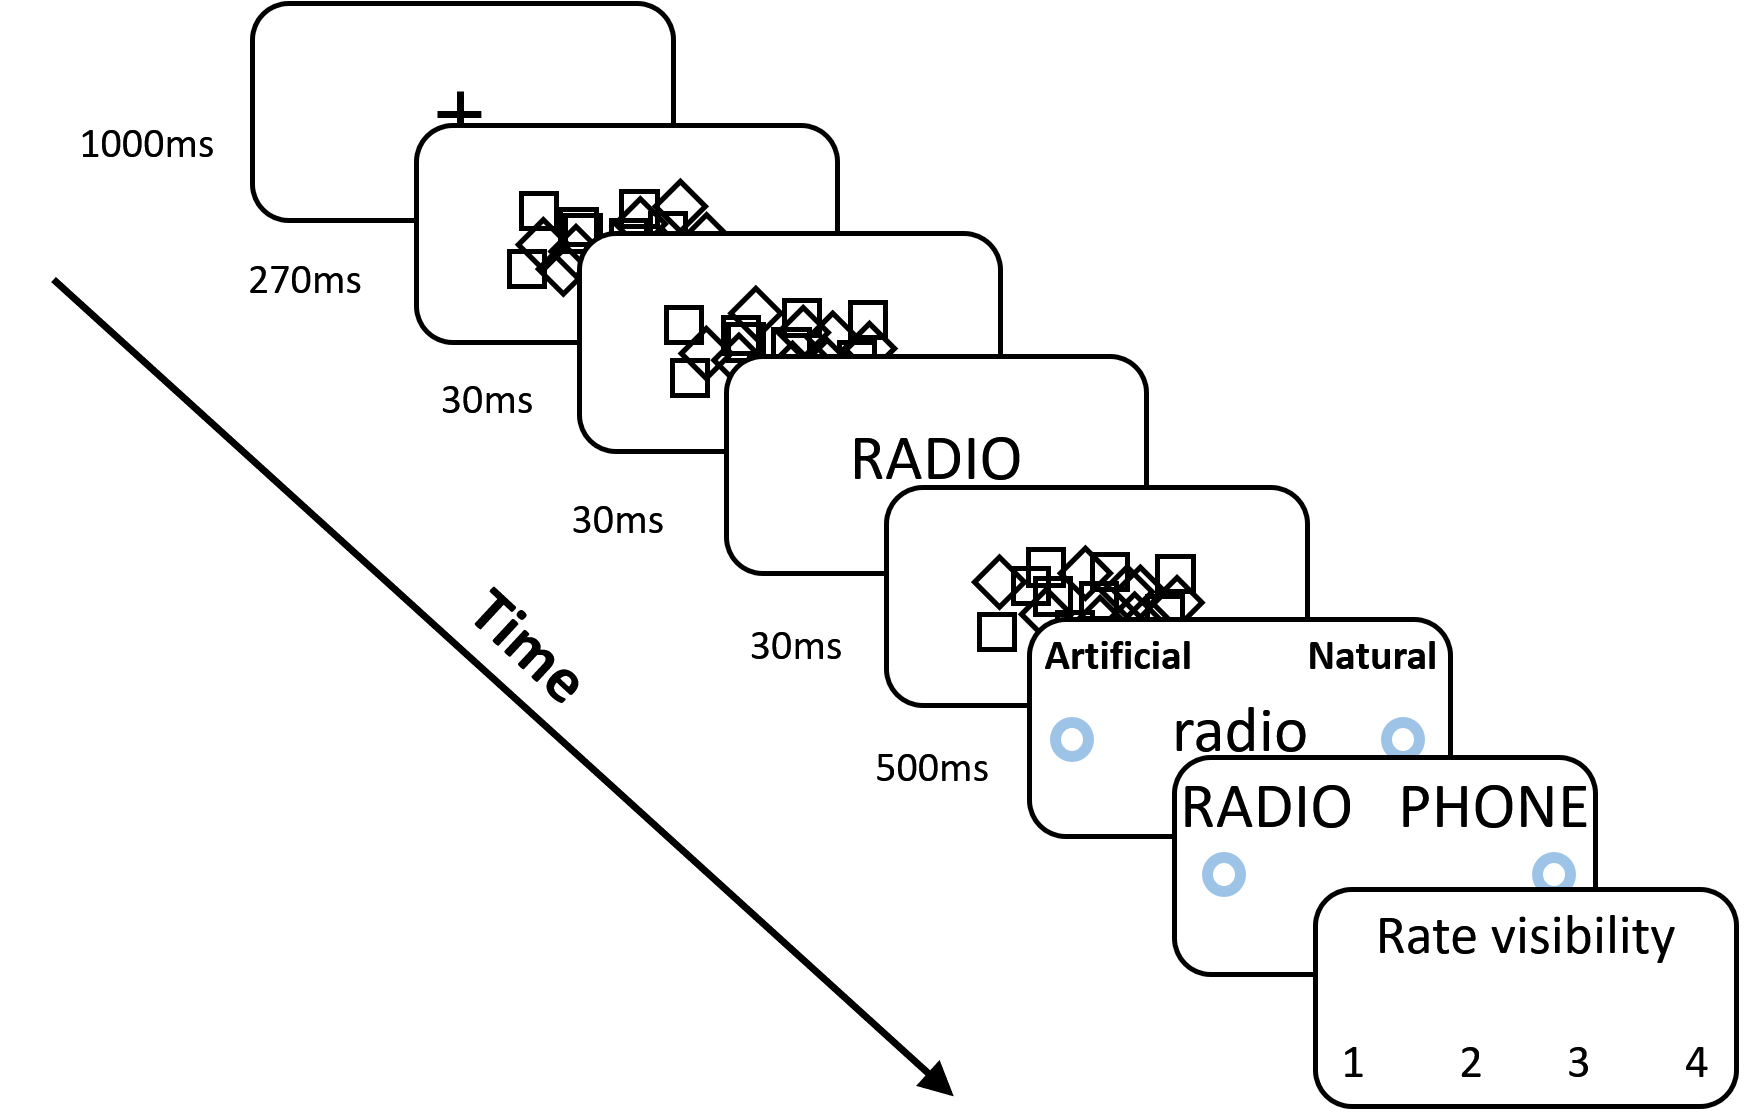 +
1000ms
270ms
30ms
RADIO
30ms
Time
30ms
Artificial Natural
radio
500ms
RADIO PHONE
Rate visibility
1 2 3 4